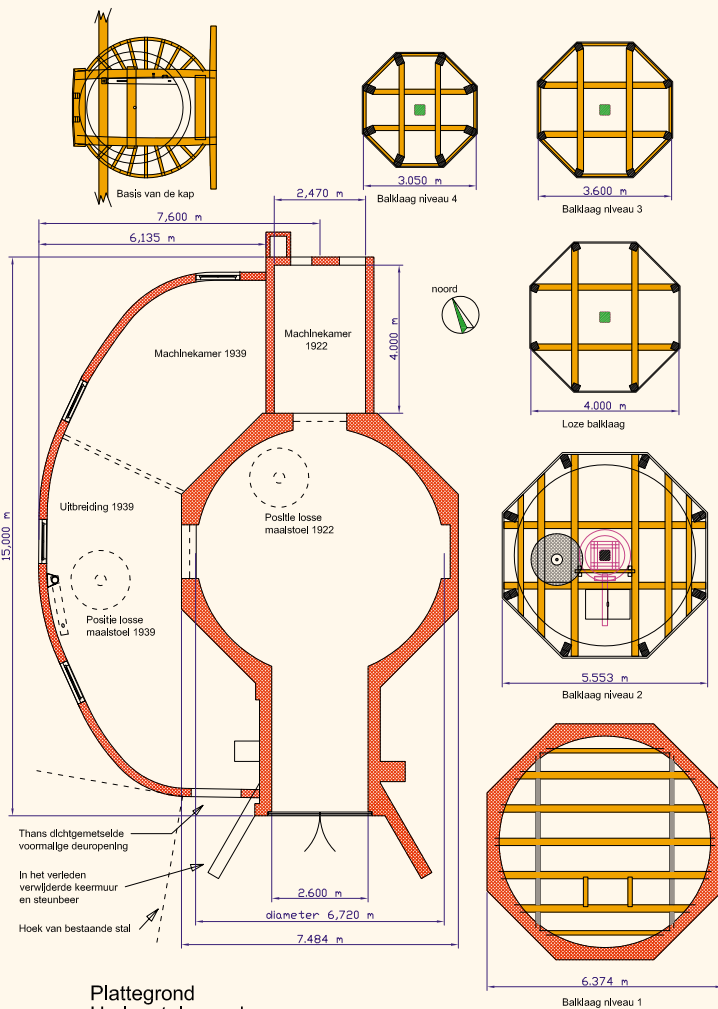 Basis van de kap
3.050 m
Balklaag niveau 4
3.600 m
Balklaag niveau 3
2,470 m
7,600 m
6,135 m
noord
Machinekamer
1922
4.000 m
Machinekamer 1939
4.000 m
Loze balklaag
15,000 m
Uitbreiding 1939
Positie losse
maalstoel 1922
Positie losse
maalstoel 1939
5.553 m
Balklaag niveau 2
Thans dichtgemetselde
voormalige deuropening
In het verleden
verwijderde keermuur
en steunbeer
Hoek van bestaande stal
2.600 m
diameter 6,720 m
7.484 m
6.374 m
Balklaag niveau 1
Plattegrond